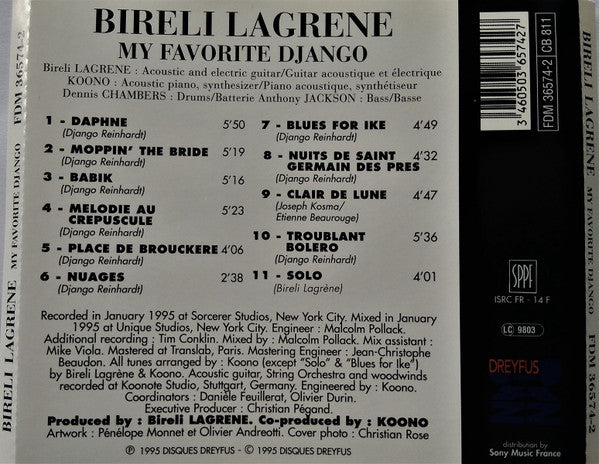 FDM 36574-2
MY FAVORITE DJANGO
BIRELI LAGRENE
BIRELI LAGRENE
MY FAVORITE DJANGO
Bireli LAGRENE : Acoustic and electric guitar/Guitar acoustique et électrique
KOONO : Acoustic piano, synthesizer/Piano acoustique, synthétiseur
Dennis CHAMBERS : Drums/Batterie Anthony JACKSON : Bass/Basse
1 - DAPHNE 5'50
(Django Reinhardt)
2 - MOPPIN' THE BRIDE 5'19
(Django Reinhardt)
3 - BABIK 5'16
(Django Reinhardt)
4 - MELODIE AU
CREPUSCULE 5'23
(Django Reinhardt)
5 - PLACE DE BROUCKERE 4'06
(Django Reinhardt)
6 - NUAGES 2'38
(Django Reinhardt)
7 - BLUES FOR IKE 4'49
(Django Reinhardt)
8 - NUITS DE SAINT 4'32
GERMAIN DES PRES
(Django Reinhardt)
9 - CLAIR DE LUNE 4'47
(Joseph Kosma/
Etienne Beaurouge)
10 - TROUBLANT 5'36
BOLERO
(Django Reinhardt)
11 - SOLO 4'01
(Bireli Lagrène)
Recorded in January 1995 at Sorcerer Studios, New York City. Mixed in January
1995 at Unique Studios, New York City. Engineer : Malcolm Pollack.
Additional recording : Tim Conklin. Mixed by : Malcolm Pollack. Mix assistant :
Mike Viola. Mastered at Translab, Paris. Mastering Engineer : Jean-Christophe
Beaudon. All tunes arranged by : Koono (except "Solo" & "Blues for Ike")
by Bireli Lagrène & Koono. Acoustic guitar, String Orchestra and woodwinds
recorded at Koonote Studio, Stuttgart, Germany. Engineered by : Koono.
Coordinators : Danièle Feuillerat, Olivier Durin.
Executive Producer : Christian Pégand.
Produced by : Bireli LAGRENE. Co-produced by : KOONO
Artwork : Pénélope Monnet et Olivier Andreotti. Cover photo : Christian Rose
℗ 1995 DISQUES DREYFUS - © 1995 DISQUES DREYFUS
3 460503 657427
FDM 36574-2 CB 811
SPPF
ISRC FR - 14 F
LC 9803
DREYFUS
distribution by
Sony Music France
BIRELI LAGRENE
MY FAVORITE DJANGO
FDM 36574-2